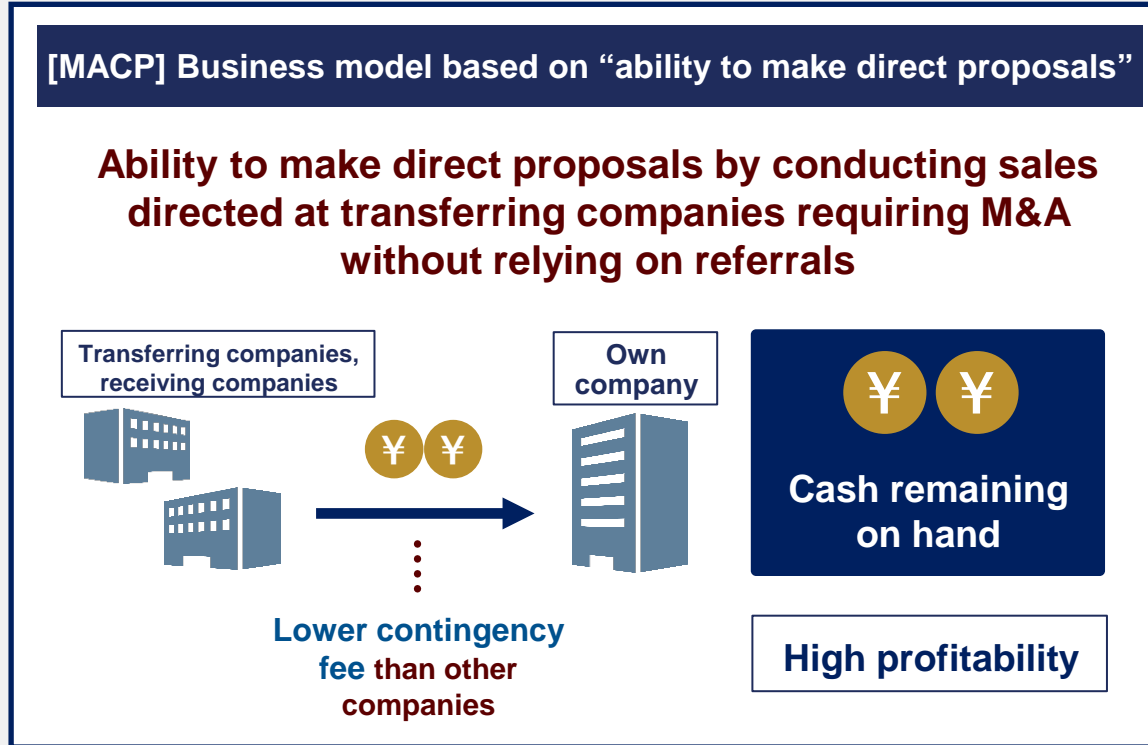 [MACP] Business model based on “ability to make direct proposals”
Ability to make direct proposals by conducting sales
directed at transferring companies requiring M&A
without relying on referrals
Transferring companies,
receiving companies
¥ ¥
Own
company
¥ ¥
Cash remaining
on hand
Lower contingency
fee than other
companies
High profitability